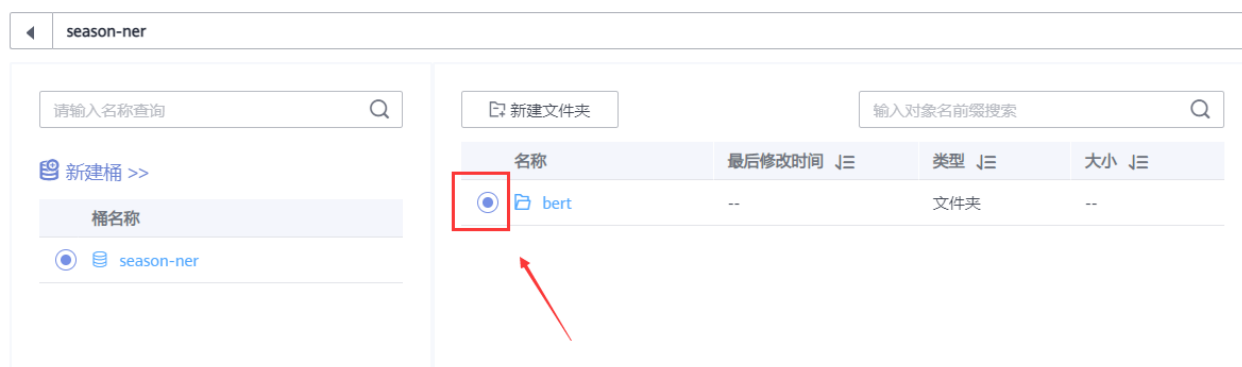 season-ner
请输入名称查询
新建桶 >>
桶名称
season-ner
新建文件夹
输入对象名前缀搜索
名称 最后修改时间 类型 大小
bert -- 文件夹 --